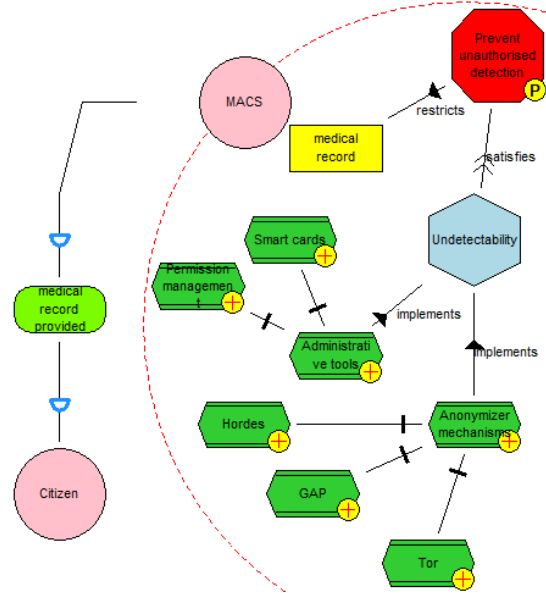 Prevent
unauthorised
detection
P
MACS
restricts
medical
record
satisfies
Smart cards
Undetectability
Permission
managemen
t
implements
medical
record
provided
Administrati
ve tools
implements
Hordes
Anonymizer
mechanisms
Citizen
GAP
Tor